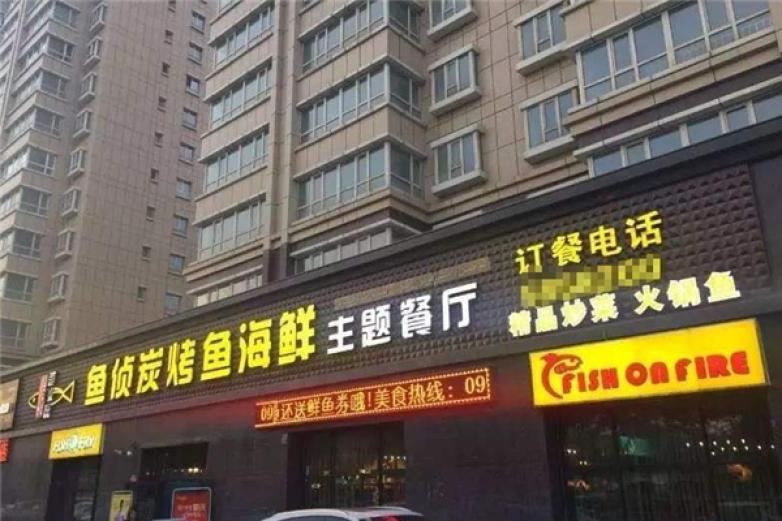 鱼侦炭烤鱼海鲜主题餐厅
订餐电话
精品炒菜 火锅鱼
09 还送鲜鱼券哦!美食热线：09
FISH ON FIRE